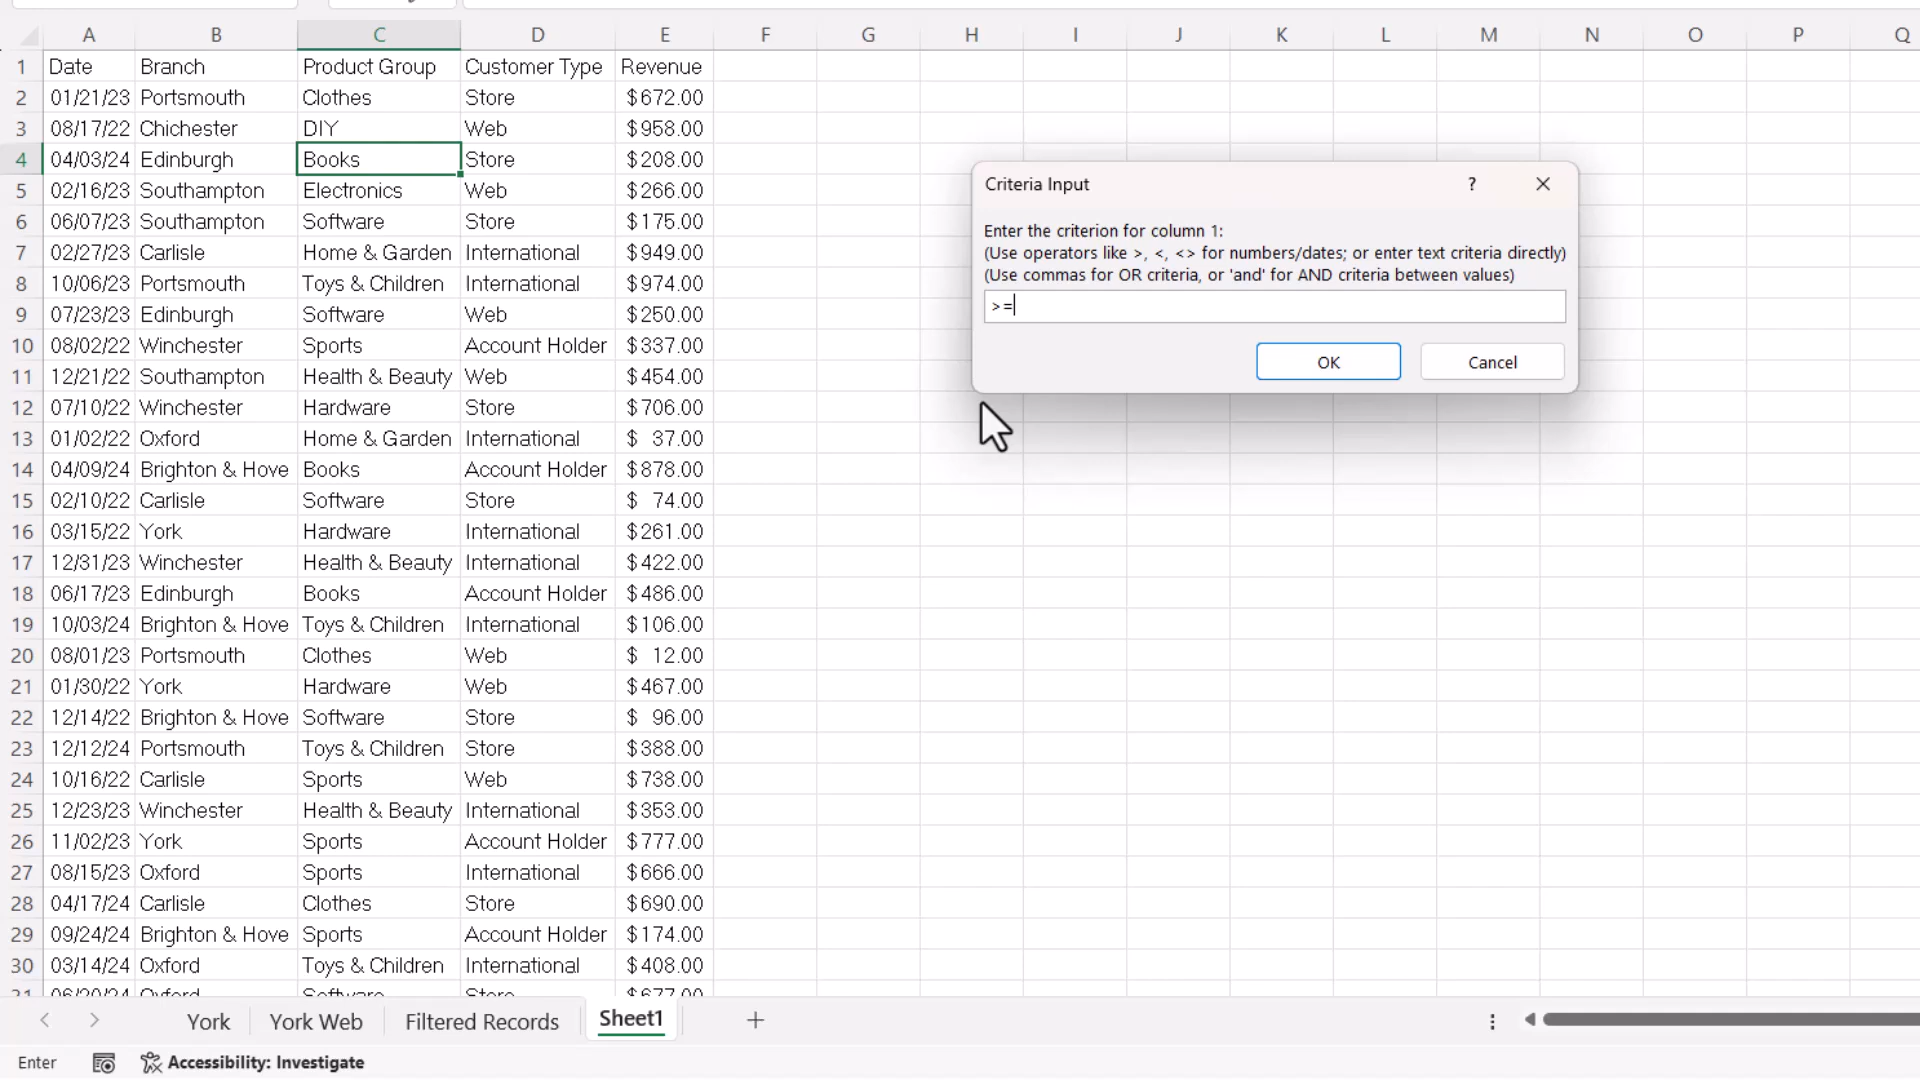 A B C D E F G H I J K L M N O P Q
1 Date Branch Product Group Customer Type Revenue
2 01/21/23 Portsmouth Clothes Store $672.00
3 08/17/22 Chichester DIY Web $958.00
4 04/03/24 Edinburgh Books Store $208.00
5 02/16/23 Southampton Electronics Web $266.00
6 06/07/23 Southampton Software Store $175.00
7 02/27/23 Carlisle Home & Garden International $949.00
8 10/06/23 Portsmouth Toys & Children International $974.00
9 07/23/23 Edinburgh Software Web $250.00
10 08/02/22 Winchester Sports Account Holder $337.00
11 12/21/22 Southampton Health & Beauty Web $454.00
12 07/10/22 Winchester Hardware Store $706.00
13 01/02/22 Oxford Home & Garden International $ 37.00
14 04/09/24 Brighton & Hove Books Account Holder $878.00
15 02/10/22 Carlisle Software Store $ 74.00
16 03/15/22 York Hardware International $261.00
17 12/31/23 Winchester Health & Beauty International $422.00
18 06/17/23 Edinburgh Books Account Holder $486.00
19 10/03/24 Brighton & Hove Toys & Children International $106.00
20 08/01/23 Portsmouth Clothes Web $ 12.00
21 01/30/22 York Hardware Web $467.00
22 12/14/22 Brighton & Hove Software Store $ 96.00
23 12/12/24 Portsmouth Toys & Children Store $388.00
24 10/16/22 Carlisle Sports Web $738.00
25 12/23/23 Winchester Health & Beauty International $353.00
26 11/02/23 York Sports Account Holder $777.00
27 08/15/23 Oxford Sports International $666.00
28 04/17/24 Carlisle Clothes Store $690.00
29 09/24/24 Brighton & Hove Sports Account Holder $174.00
30 03/14/24 Oxford Toys & Children International $408.00
31 06/20/24 Oxford Software Store $677.00
Criteria Input ?
Enter the criterion for column 1:
(Use operators like >, <, <> for numbers/dates; or enter text criteria directly)
(Use commas for OR criteria, or 'and' for AND criteria between values)
>=
OK Cancel
York York Web Filtered Records Sheet1
Enter Accessibility: Investigate